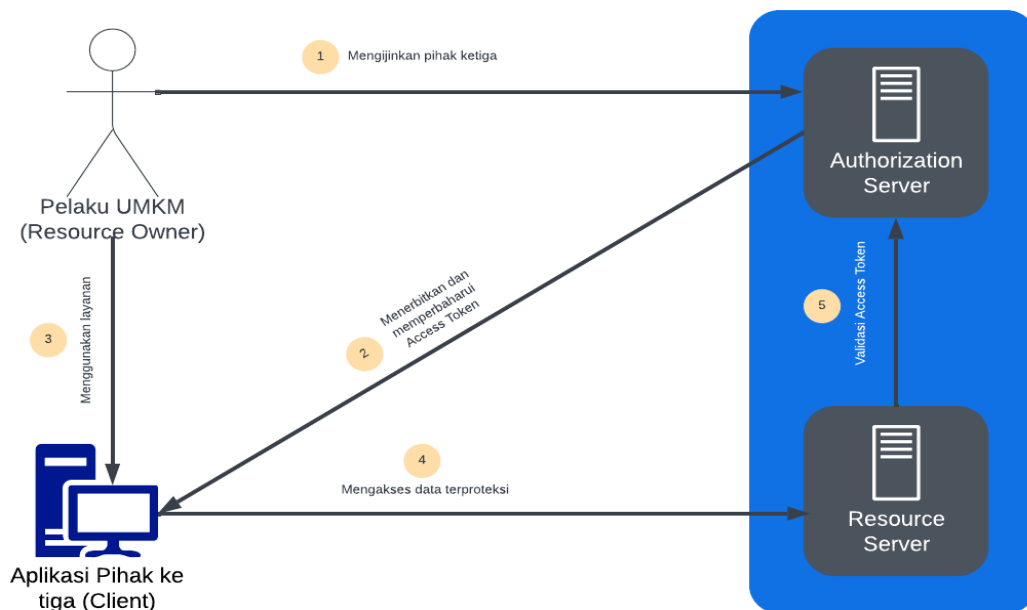 1
Mengijinkan pihak ketiga
Authorization
Server
Pelaku UMKM
(Resource Owner)
2
Menerbitkan dan
memperbaharui
Access Token
3
Menggunakan layanan
5
Validasi Access Token
4
Mengakses data terproteksi
Resource
Server
Aplikasi Pihak ke
tiga (Client)